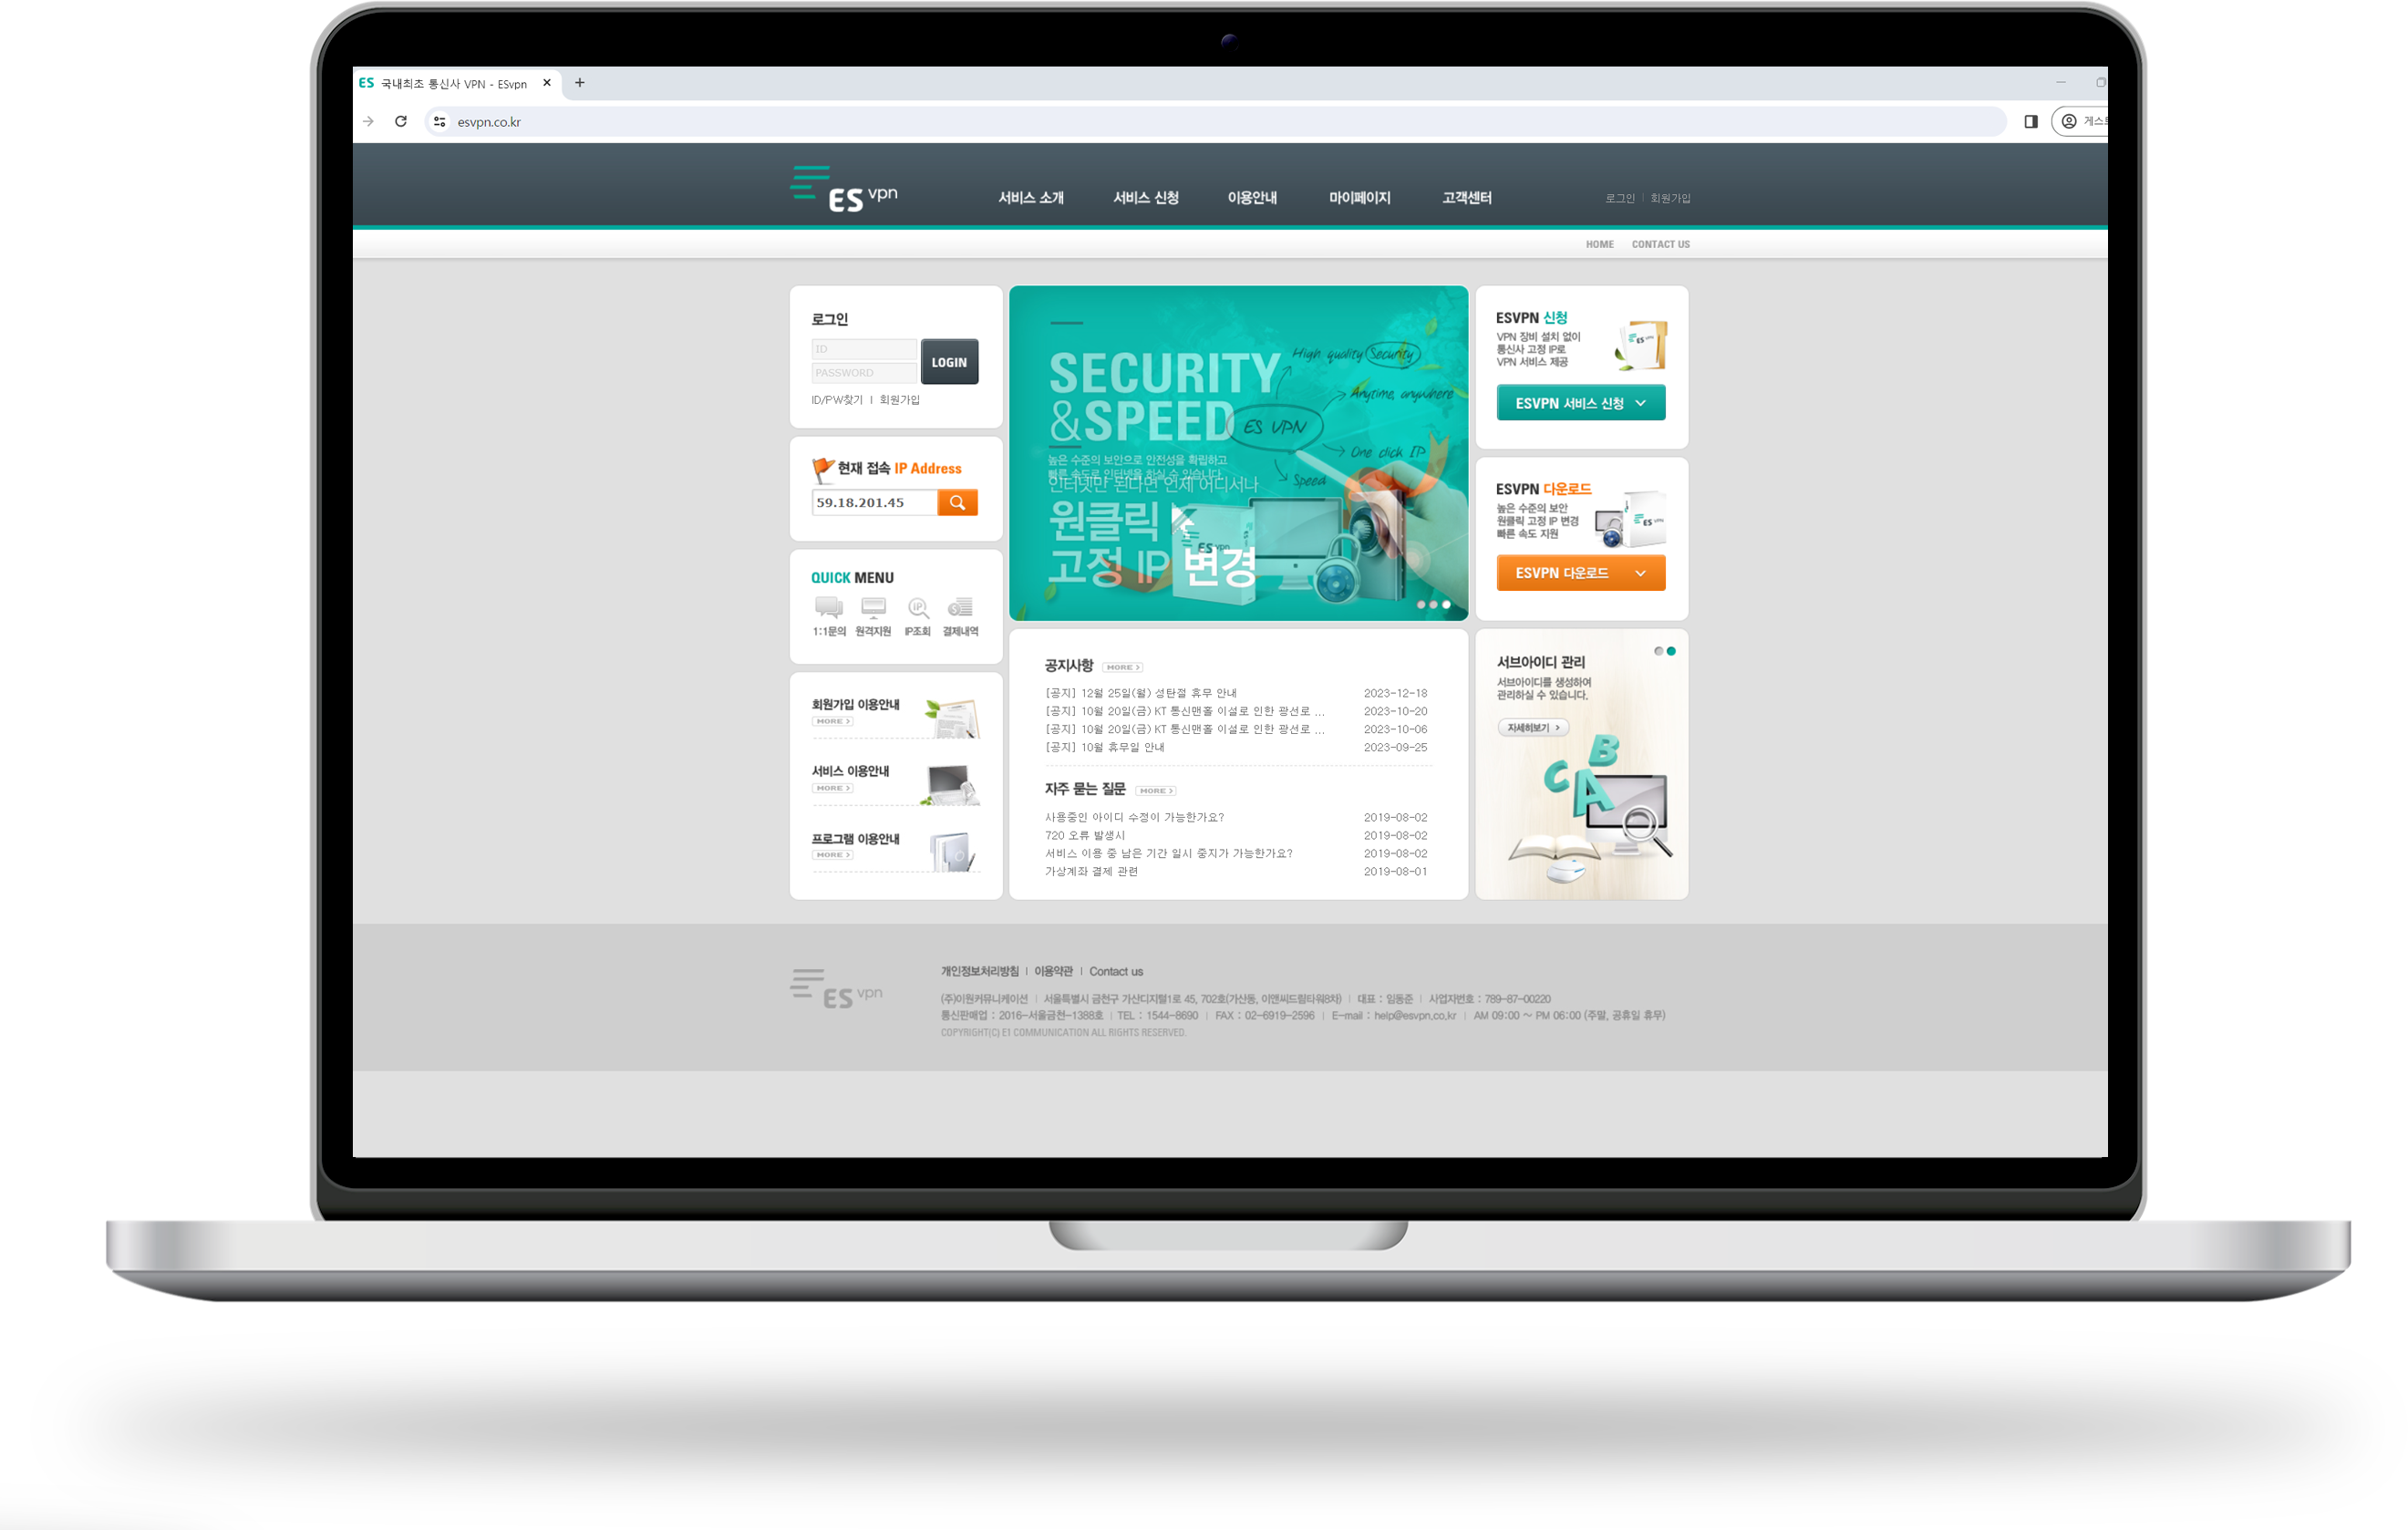 ES 국내최초 통신사 VPN - ESvpn
esvpn.co.kr
ES vpn
서비스 소개 서비스 신청 이용안내 마이페이지 고객센터
로그인 | 회원가입
HOME CONTACT US
로그인
ID
PASSWORD
LOGIN
ID/PW찾기 | 회원가입
현재 접속 IP Address
59.18.201.45
QUICK MENU
1:1문의 원격지원 IP조회 결제내역
회원가입 이용안내
MORE >
서비스 이용안내
MORE >
프로그램 이용안내
MORE >
SECURITY
&SPEED
High quality Security
Anytime, anywhere
ES VPN
One click IP
Speed
높은 수준의 보안으로 안전성을 확립하고
빠른 속도로 인터넷을 하실 수 있습니다.
인터넷만 된다면 언제 어디서나
원클릭
고정 IP 변경
ES vpn
공지사항 MORE >
[공지] 12월 25일(월) 성탄절 휴무 안내 2023-12-18
[공지] 10월 20일(금) KT 통신맨홀 이설로 인한 광선로 ... 2023-10-20
[공지] 10월 20일(금) KT 통신맨홀 이설로 인한 광선로 ... 2023-10-06
[공지] 10월 휴무일 안내 2023-09-25
자주 묻는 질문 MORE >
사용중인 아이디 수정이 가능한가요? 2019-08-02
720 오류 발생시 2019-08-02
서비스 이용 중 남은 기간 일시 중지가 가능한가요? 2019-08-02
가상계좌 결제 관련 2019-08-01
ESVPN 신청
VPN 장비 설치 없이
통신사 고정 IP로
VPN 서비스 제공
ES vpn
ESVPN 서비스 신청
ESVPN 다운로드
높은 수준의 보안
원클릭 고정 IP 변경
빠른 속도 지원
ES vpn
ESVPN 다운로드
서브아이디 관리
서브아이디를 생성하여
관리하실 수 있습니다.
자세히보기 >
B
C
A
ES vpn
개인정보처리방침 | 이용약관 | Contact us
(주)이원커뮤니케이션 | 서울특별시 금천구 가산디지털1로 45, 702호(가산동, 이앤씨드림타워8차) | 대표 : 임동준 | 사업자번호 : 789-87-00220
통신판매업 : 2016-서울금천-1388호 | TEL : 1544-8690 | FAX : 02-6919-2596 | E-mail : help@esvpn.co.kr | AM 09:00 ~ PM 06:00 (주말, 공휴일 휴무)
COPYRIGHT(C) E1 COMMUNICATION ALL RIGHTS RESERVED.